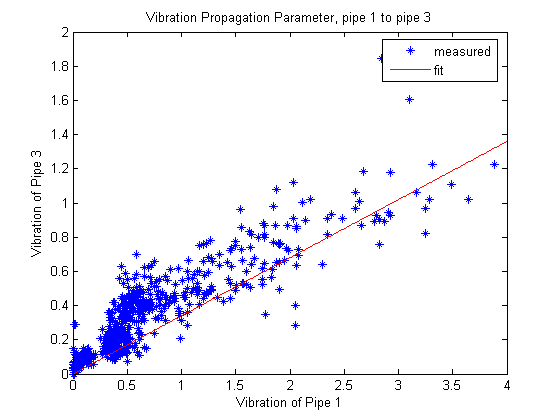 Vibration Propagation Parameter, pipe 1 to pipe 3
2
1.8
1.6
1.4
1.2
1
0.8
0.6
0.4
0.2
0
Vibration of Pipe 3
measured
fit
0 0.5 1 1.5 2 2.5 3 3.5 4
Vibration of Pipe 1